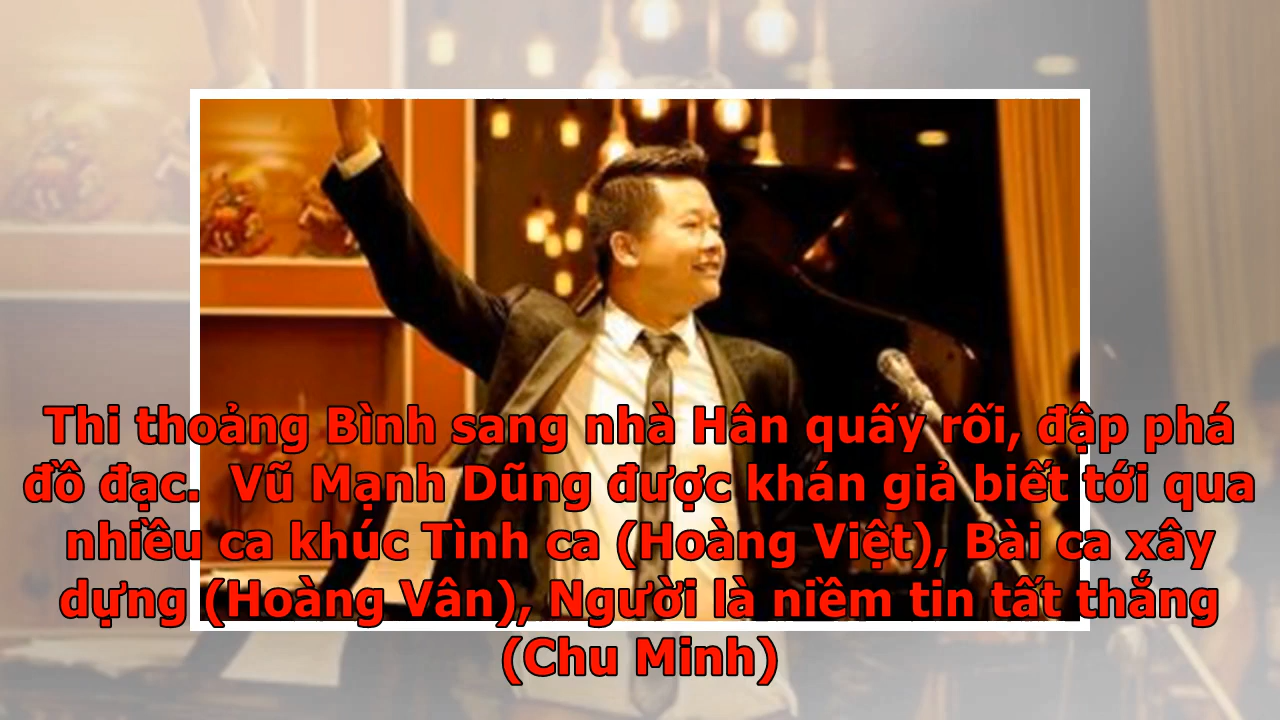 Thi thoảng Bình sang nhà Hân quấy rối, đập phá
đồ đạc.  Vũ Mạnh Dũng được khán giả biết tới qua
nhiều ca khúc Tình ca (Hoàng Việt), Bài ca xây
dựng (Hoàng Vân), Người là niềm tin tất thắng
(Chu Minh)